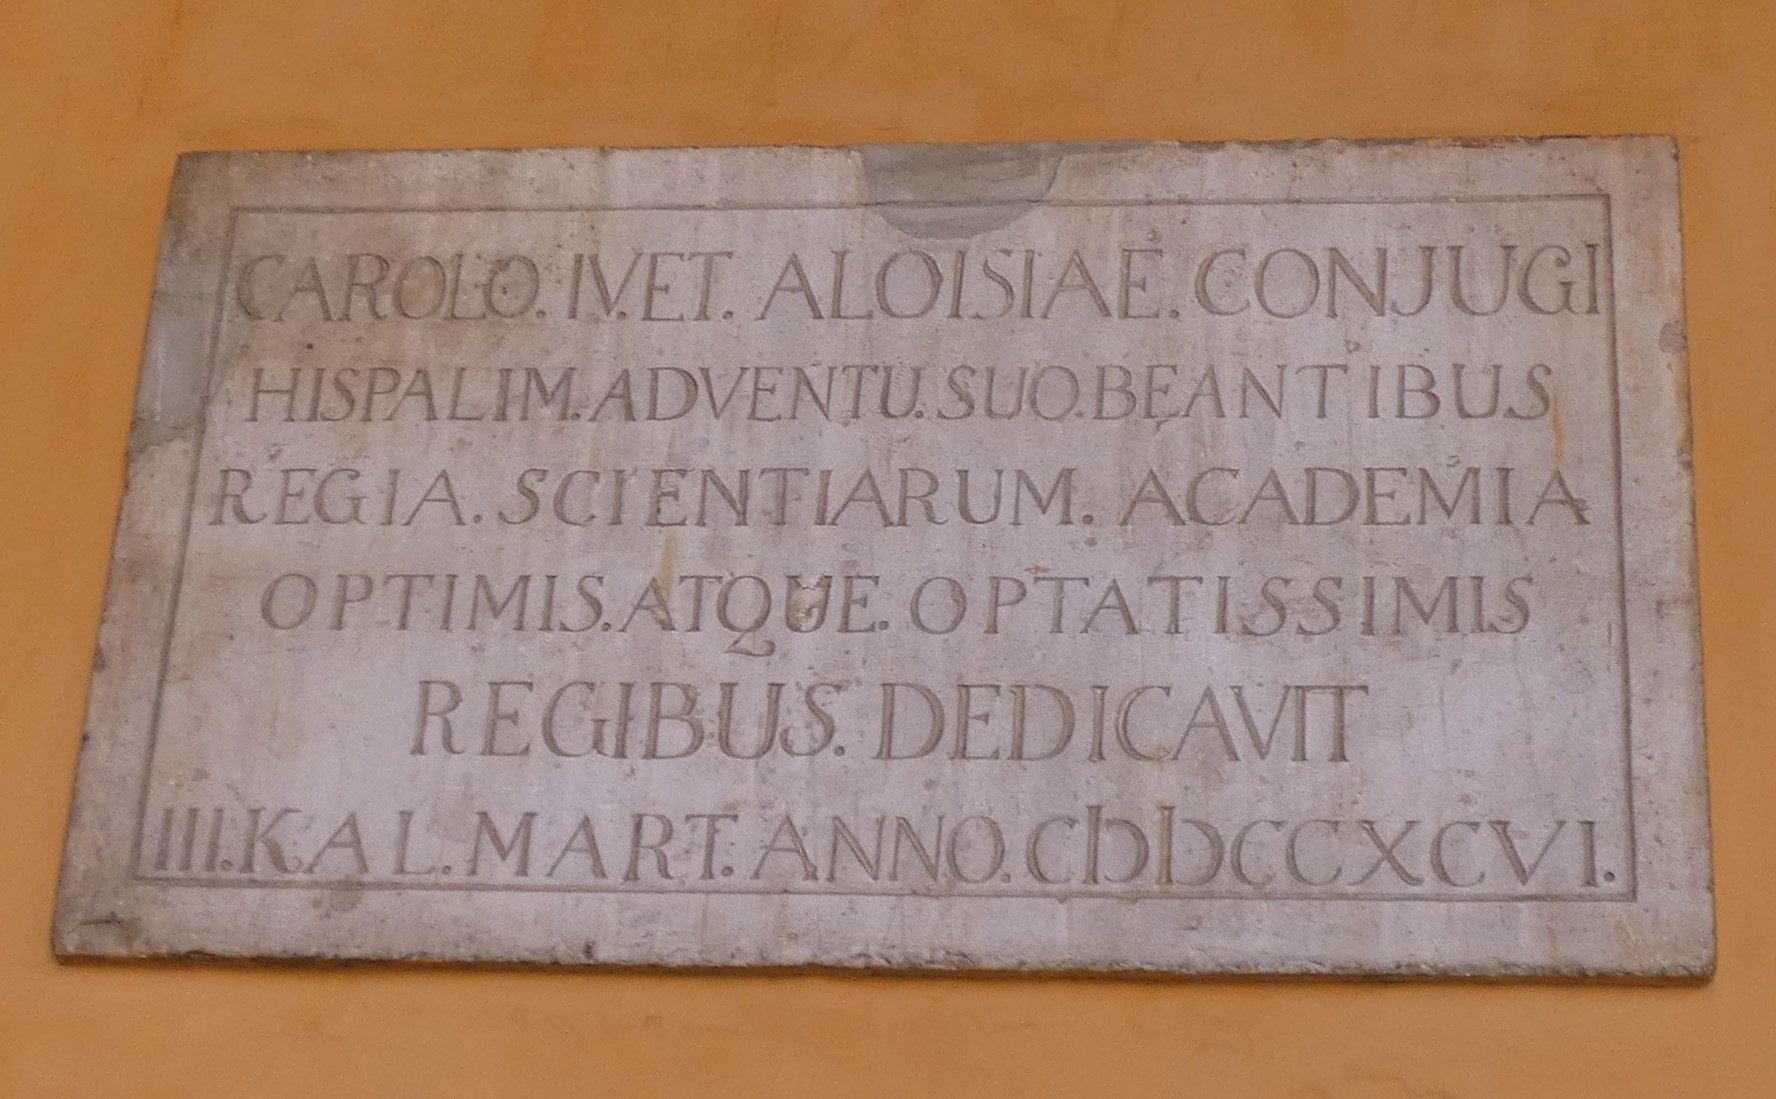 CAROLO. IV. ET. ALOISIAE. CONJUGI
HISPALIM. ADVENTU. SUO. BEANTIBUS
REGIA. SCIENTIARUM. ACADEMIA
OPTIMIS. ATQUE. OPTATISSIMIS
REGIBUS. DEDICAVIT
III. KAL. MART. ANNO. CIƆIƆCCXCVI.